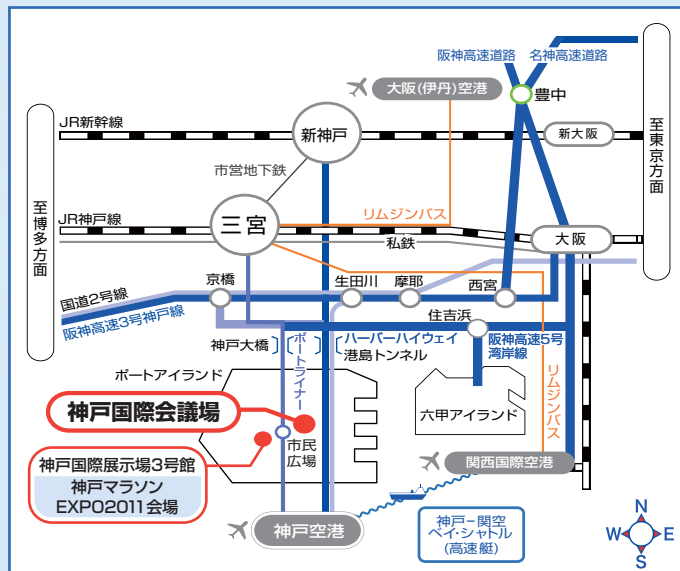 阪神高速道路
名神高速道路
大阪(伊丹)空港
豊中
至東京方面
JR新幹線
新神戸
新大阪
市営地下鉄
至博多方面
三宮
リムジンバス
JR神戸線
私鉄
大阪
京橋
生田川
摩耶
西宮
国道2号線
阪神高速3号神戸線
住吉浜
神戸大橋
ポートライナー
ハーバーハイウェイ
港島トンネル
阪神高速5号
湾岸線
リムジンバス
ポートアイランド
神戸国際会議場
六甲アイランド
市民
広場
神戸国際展示場3号館
神戸マラソン
EXPO2011会場
関西国際空港
神戸空港
神戸-関空
ベイ・シャトル
(高速艇)
N
W E
S